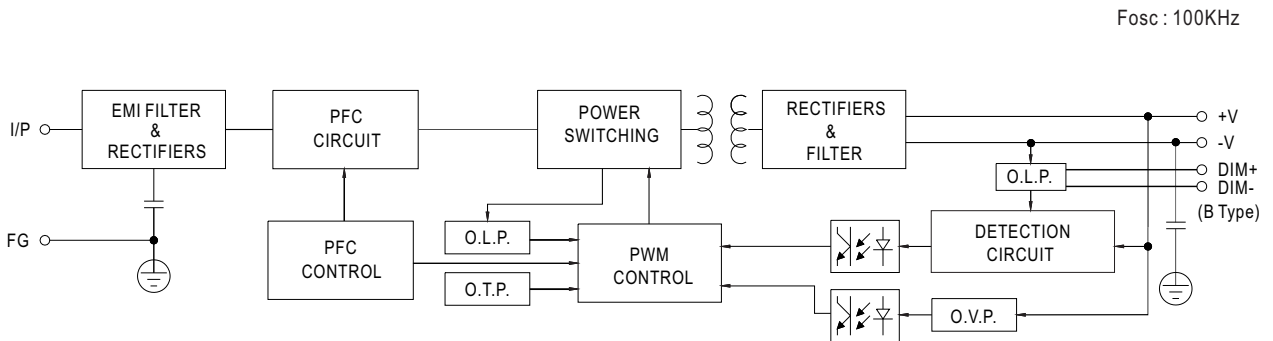 Fosc : 100KHz
I/P
EMI FILTER
&
RECTIFIERS
PFC
CIRCUIT
POWER
SWITCHING
RECTIFIERS
&
FILTER
+V
-V
DIM+
DIM-
(B Type)
O.L.P.
FG
PFC
CONTROL
O.L.P.
O.T.P.
PWM
CONTROL
DETECTION
CIRCUIT
O.V.P.